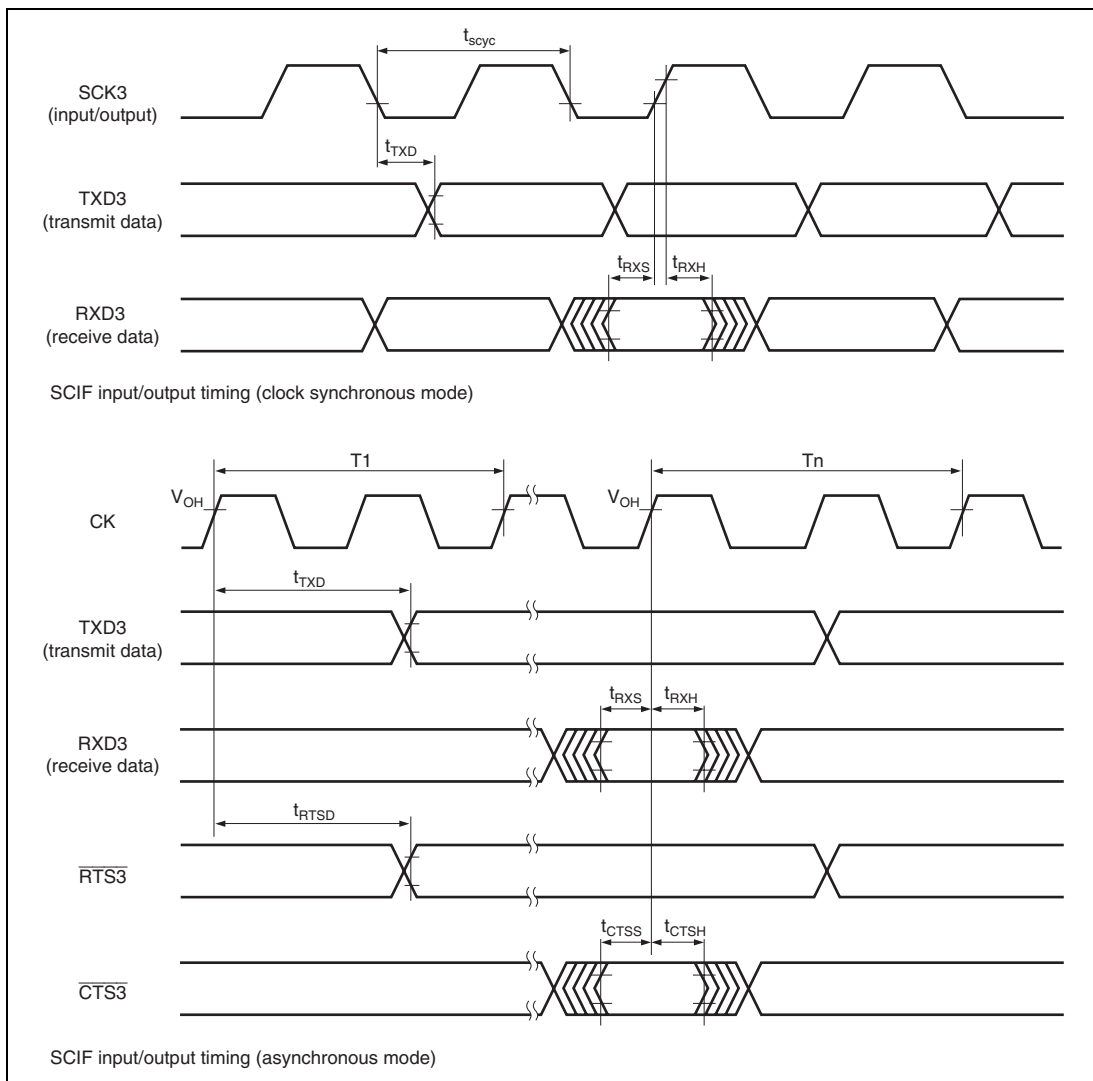 tscyc
SCK3
(input/output)
tTXD
TXD3
(transmit data)
tRXS tRXH
RXD3
(receive data)
SCIF input/output timing (clock synchronous mode)
T1 Tn
VOH VOH
CK
tTXD
TXD3
(transmit data)
tRXS tRXH
RXD3
(receive data)
tRTSD
RTS3
tCTSS tCTSH
CTS3
SCIF input/output timing (asynchronous mode)